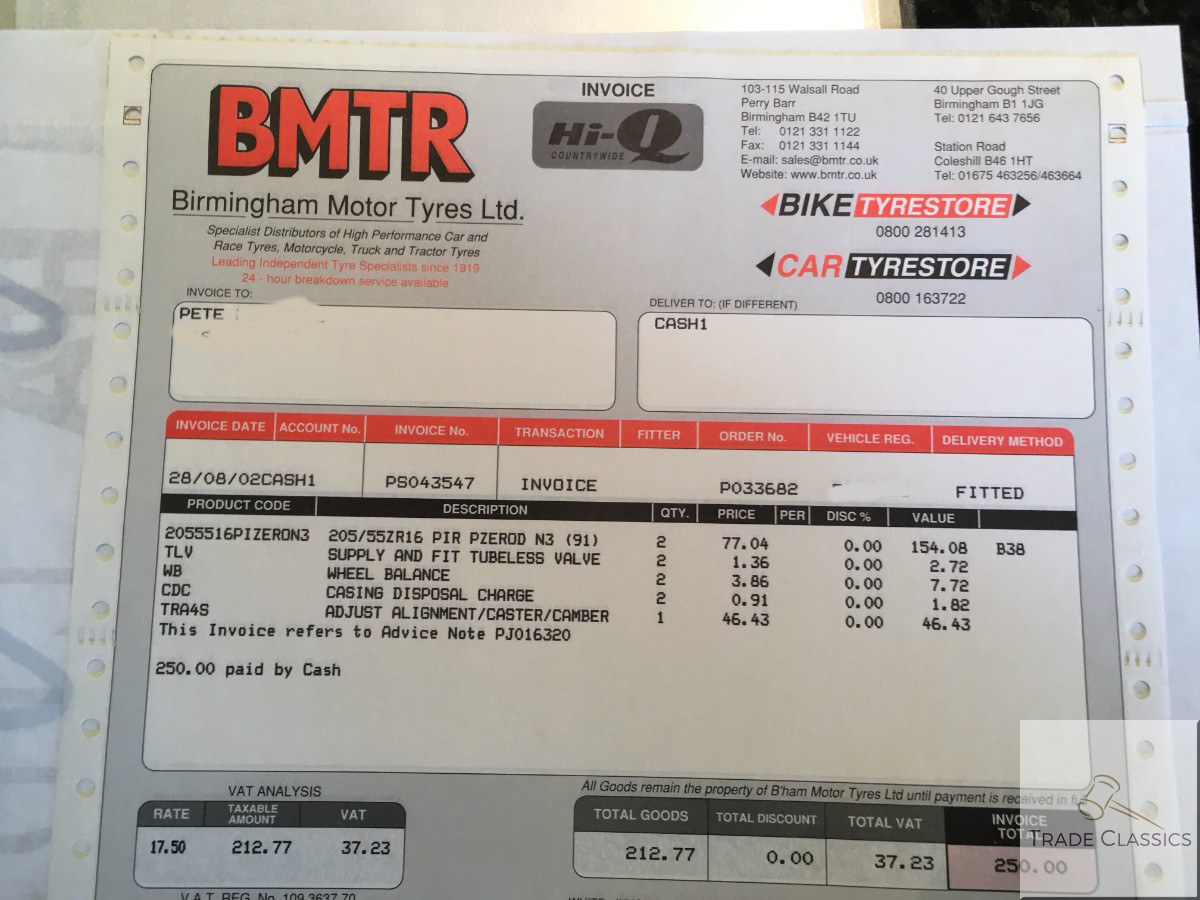 BMTR
Birmingham Motor Tyres Ltd.
Specialist Distributors of High Performance Car and
Race Tyres, Motorcycle, Truck and Tractor Tyres
Leading Independent Tyre Specialists since 1919
24 - hour breakdown service available
INVOICE
Hi-Q
COUNTRYWIDE
103-115 Walsall Road
Perry Barr
Birmingham B42 1TU
Tel: 0121 331 1122
Fax: 0121 331 1144
E-mail: sales@bmtr.co.uk
Website: www.bmtr.co.uk
40 Upper Gough Street
Birmingham B1 1JG
Tel: 0121 643 7656
Station Road
Coleshill B46 1HT
Tel: 01675 463256/463664
BIKE TYRESTORE
0800 281413
CAR TYRESTORE
0800 163722
INVOICE TO:
PETE
DELIVER TO: (IF DIFFERENT)
CASH1
INVOICE DATE ACCOUNT No. INVOICE No. TRANSACTION FITTER ORDER No. VEHICLE REG. DELIVERY METHOD
28/08/02CASH1 PS043547 INVOICE P033682 FITTED
PRODUCT CODE DESCRIPTION QTY. PRICE PER DISC % VALUE
2055516PIZERON3 205/55ZR16 PIR PZEROD N3 (91) 2 77.04 0.00 154.08 B38
TLV SUPPLY AND FIT TUBELESS VALVE 2 1.36 0.00 2.72
WB WHEEL BALANCE 2 3.86 0.00 7.72
CDC CASING DISPOSAL CHARGE 2 0.91 0.00 1.82
TRA4S ADJUST ALIGNMENT/CASTER/CAMBER 1 46.43 0.00 46.43
This Invoice refers to Advice Note PJ016320
250.00 paid by Cash
All Goods remain the property of B'ham Motor Tyres Ltd until payment is received in
VAT ANALYSIS
RATE TAXABLE AMOUNT VAT
17.50 212.77 37.23
TOTAL GOODS TOTAL DISCOUNT TOTAL VAT INVOICE TOTAL
212.77 0.00 37.23 250.00
V.A.T. REG. No. 109 3637 70
TRADE CLASSICS